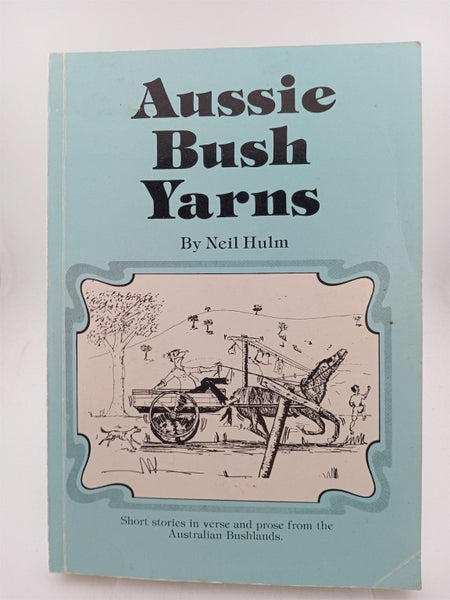 Aussie
Bush
Yarns
By Neil Hulm
Short stories in verse and prose from the
Australian Bushlands.